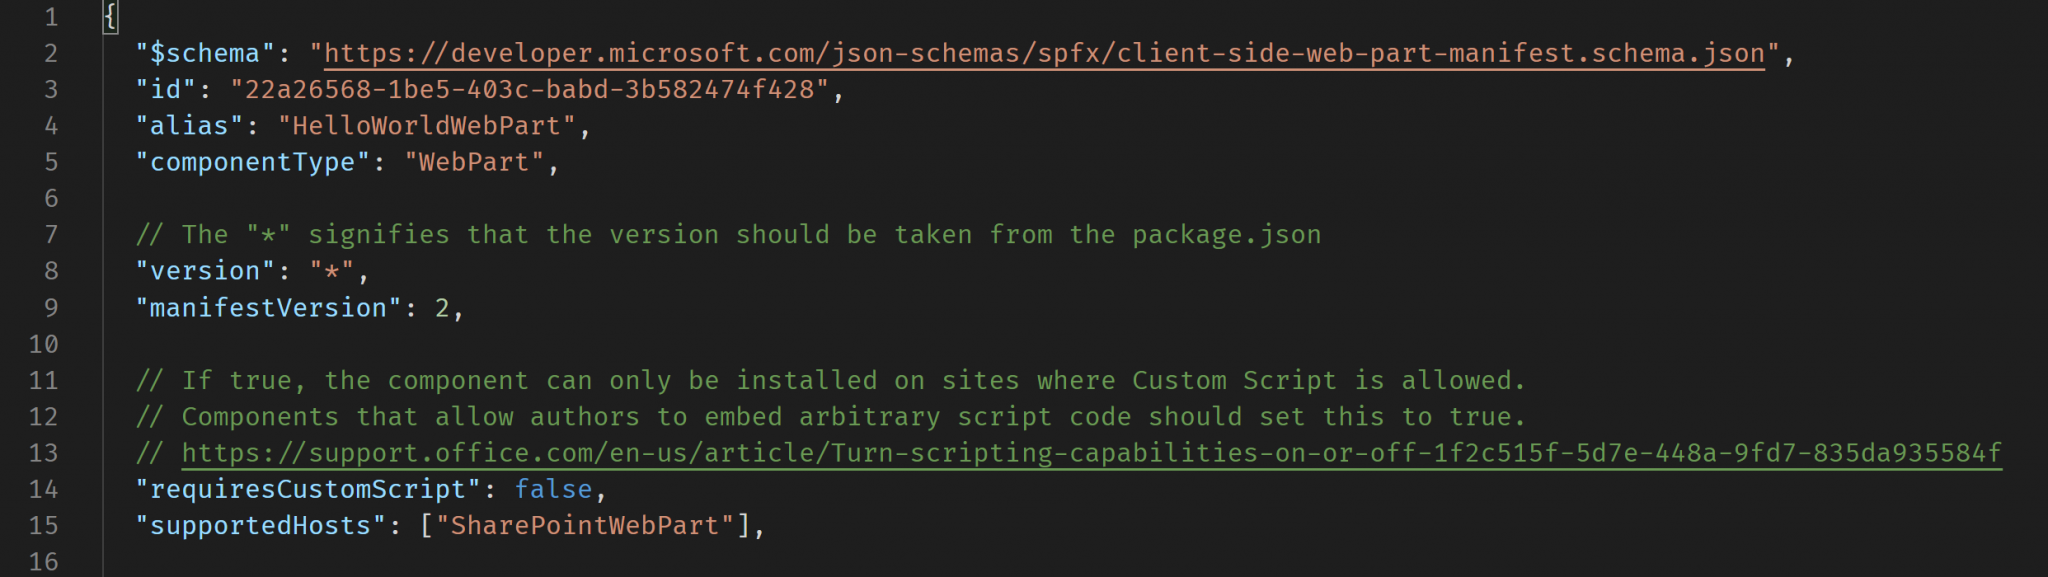 1 {
2 "$schema": "https://developer.microsoft.com/json-schemas/spfx/client-side-web-part-manifest.schema.json",
3 "id": "22a26568-1be5-403c-babd-3b582474f428",
4 "alias": "HelloWorldWebPart",
5 "componentType": "WebPart",
6
7 // The "*" signifies that the version should be taken from the package.json
8 "version": "*",
9 "manifestVersion": 2,
10
11 // If true, the component can only be installed on sites where Custom Script is allowed.
12 // Components that allow authors to embed arbitrary script code should set this to true.
13 // https://support.office.com/en-us/article/Turn-scripting-capabilities-on-or-off-1f2c515f-5d7e-448a-9fd7-835da935584f
14 "requiresCustomScript": false,
15 "supportedHosts": ["SharePointWebPart"],
16